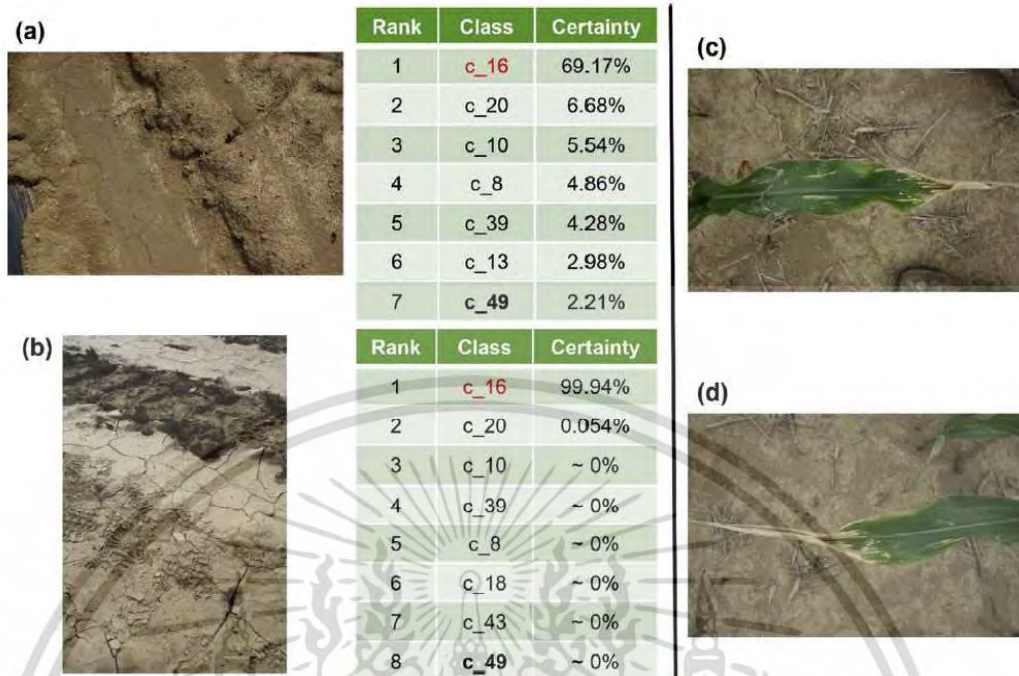 (a)
Rank Class Certainty
1 c_16 69.17%
2 c_20 6.68%
3 c_10 5.54%
4 c_8 4.86%
5 c_39 4.28%
6 c_13 2.98%
7 c_49 2.21%
(b)
Rank Class Certainty
1 c_16 99.94%
2 c_20 0.054%
3 c_10 ~ 0%
4 c_39 ~ 0%
5 c_8 ~ 0%
6 c_18 ~ 0%
7 c_43 ~ 0%
8 c_49 ~ 0%
(c)
(d)